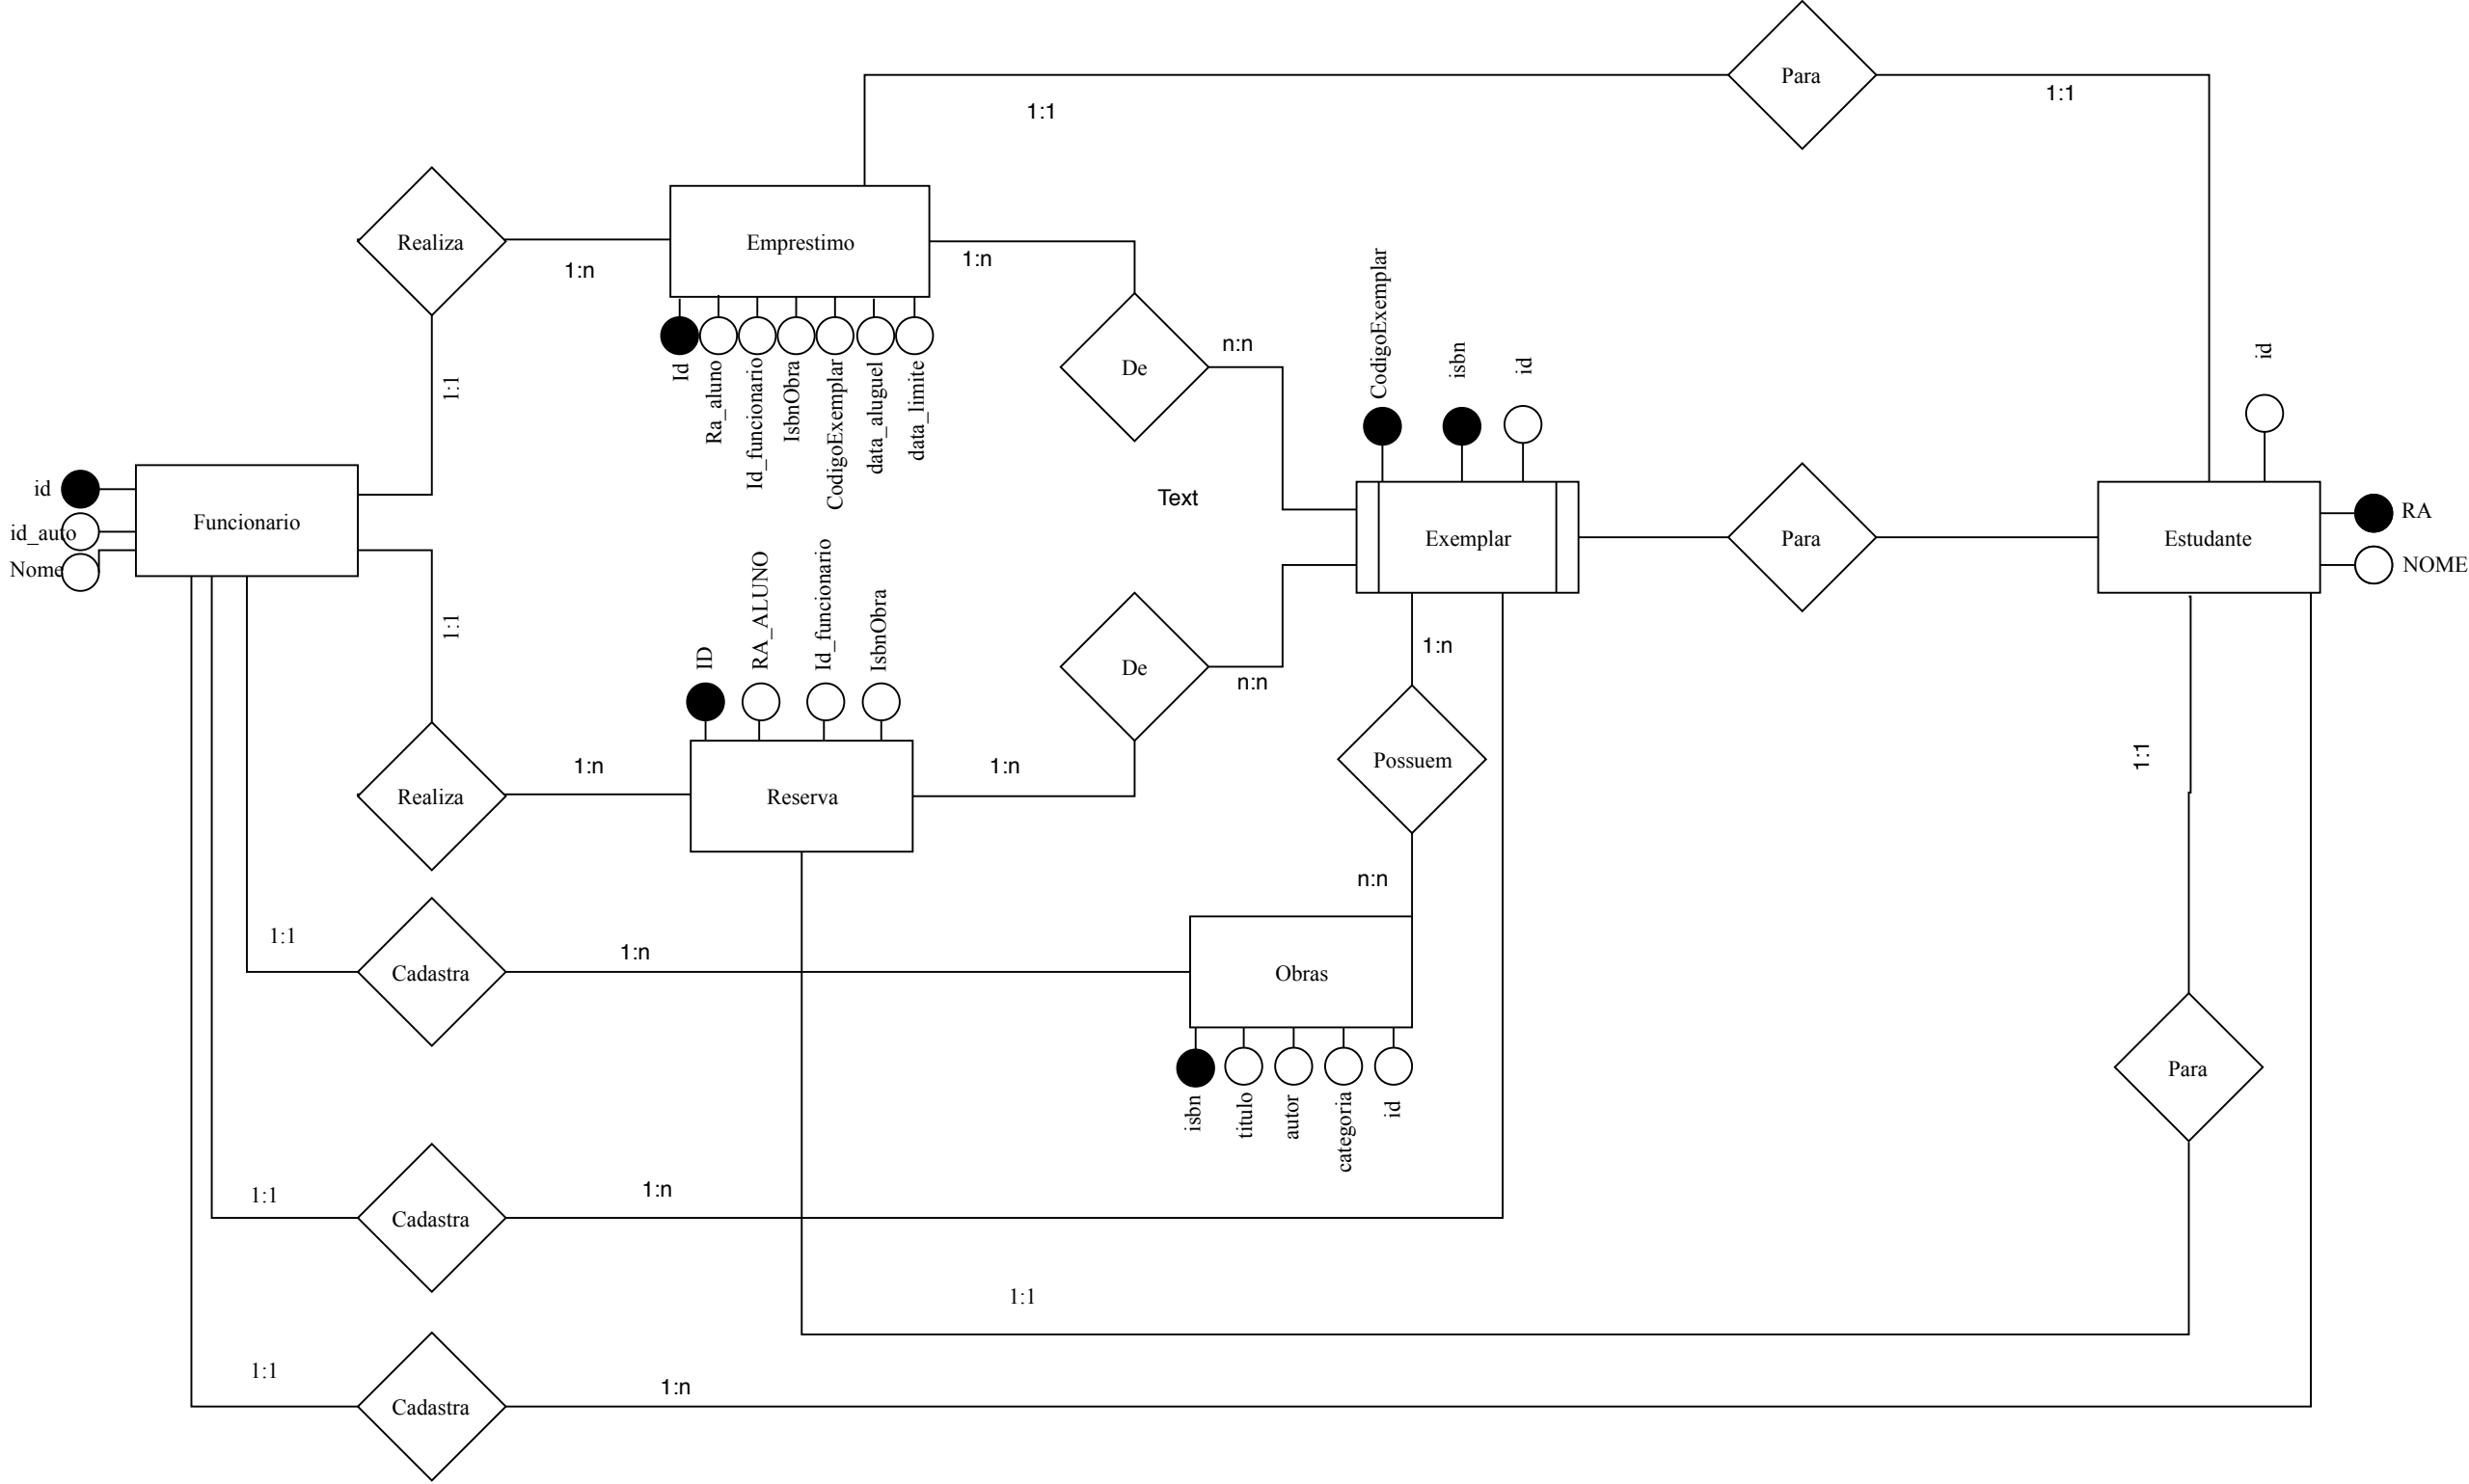 Para
1:1
1:1
Realiza
Emprestimo
1:n
1:n
1:1
Id
Ra_aluno
Id_funcionario
IsbnObra
CodigoExemplar
data_aluguel
data_limite
De
n:n
CodigoExemplar
isbn
id
id
Text
id
id_auto
Nome
Funcionario
Exemplar
Para
Estudante
RA
NOME
1:1
ID
RA_ALUNO
Id_funcionario
IsbnObra
De
n:n
1:n
Realiza
1:n
Reserva
1:n
Possuem
1:1
n:n
1:1
Cadastra
1:n
Obras
isbn
titulo
autor
categoria
id
Para
1:1
Cadastra
1:n
1:1
1:1
Cadastra
1:n